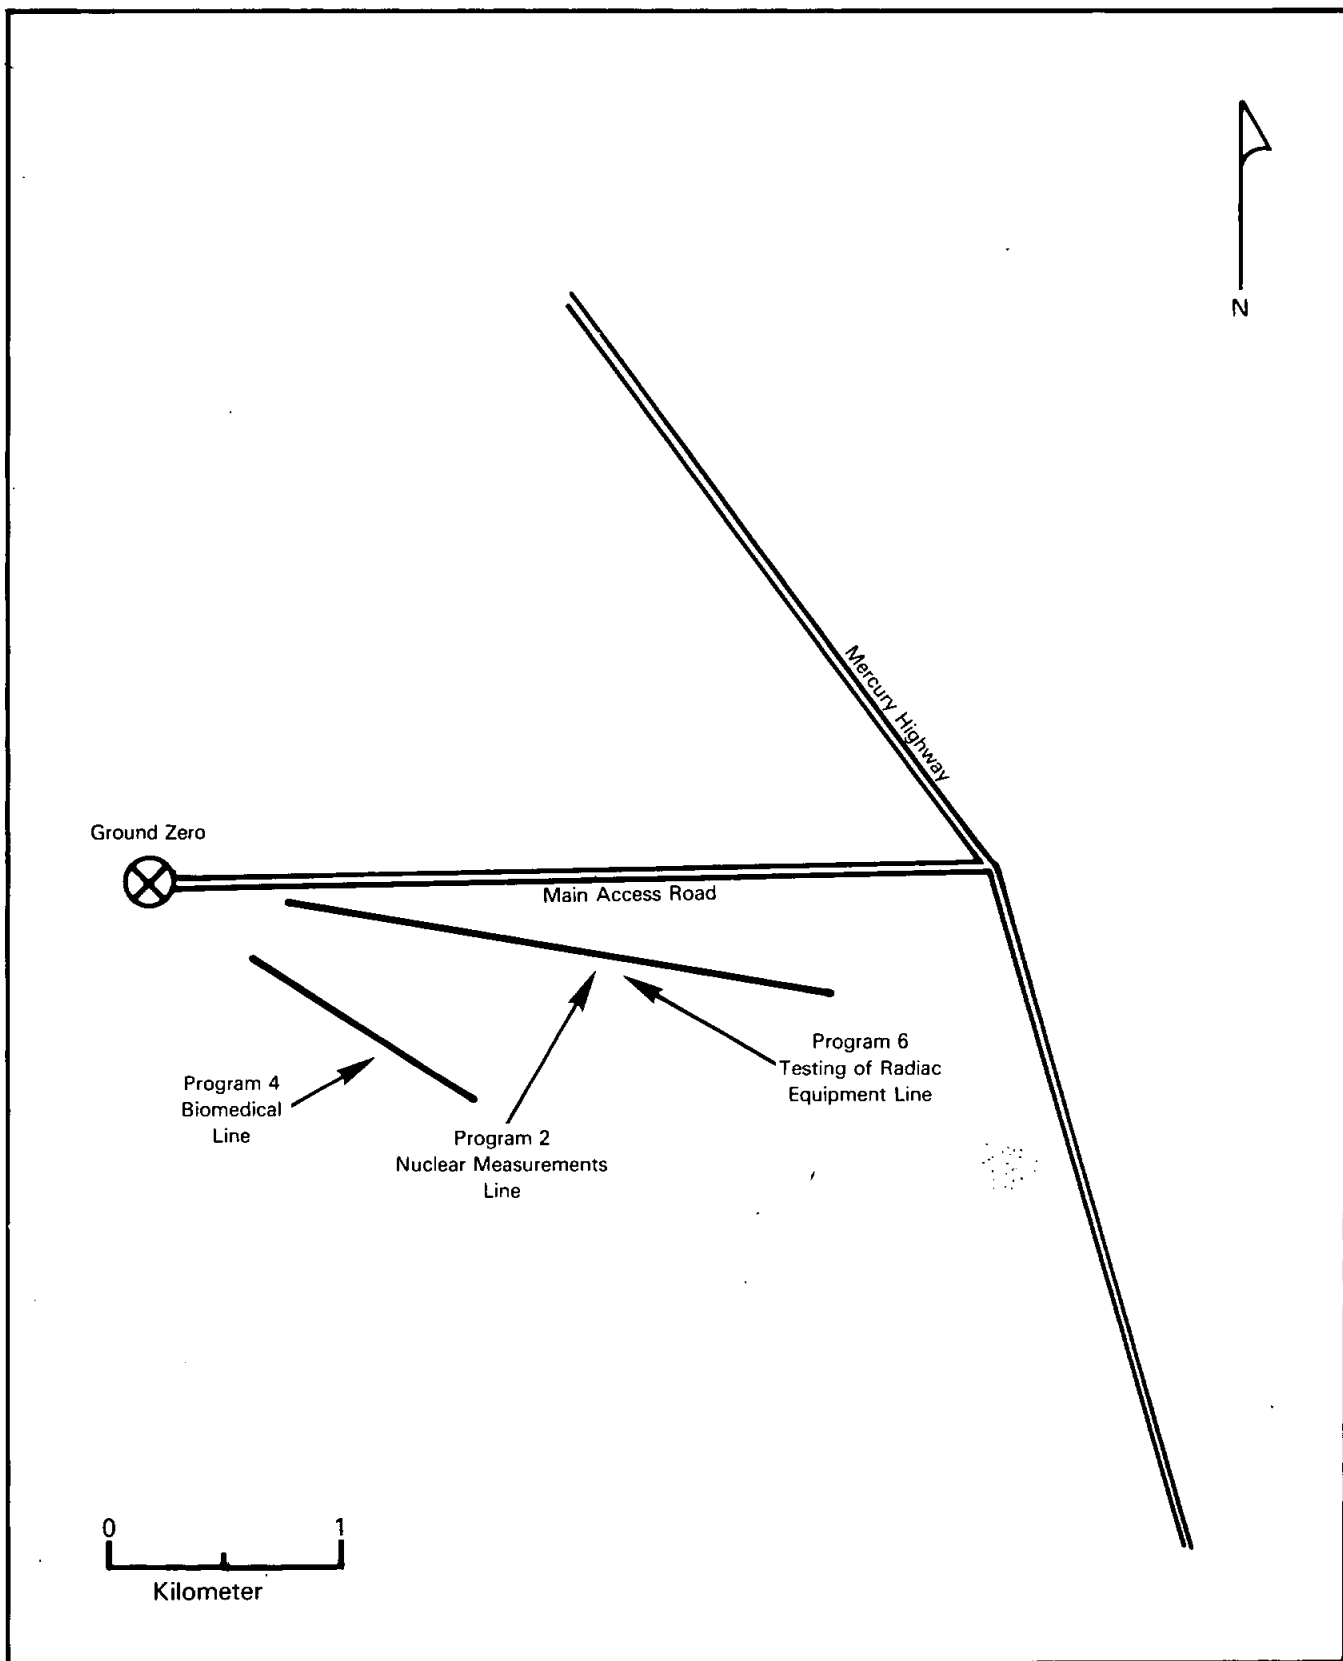 N
Mercury Highway
Ground Zero
Main Access Road
Program 6
Testing of Radiac
Equipment Line
Program 4
Biomedical
Line
Program 2
Nuclear Measurements
Line
0 1
Kilometer